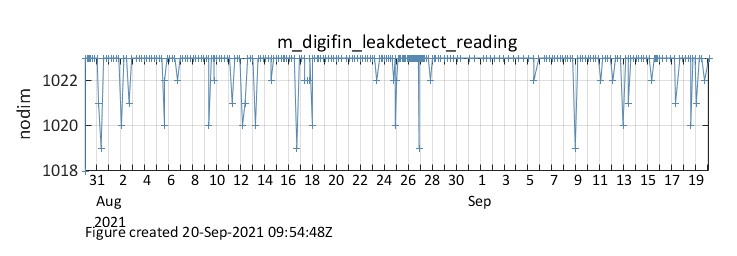 m_digifin_leakdetect_reading
nodim
1022
1020
1018
31 2 4 6 8 10 12 14 16 18 20 22 24 26 28 30 1 3 5 7 9 11 13 15 17 19
Aug Sep
2021
Figure created 20-Sep-2021 09:54:48Z